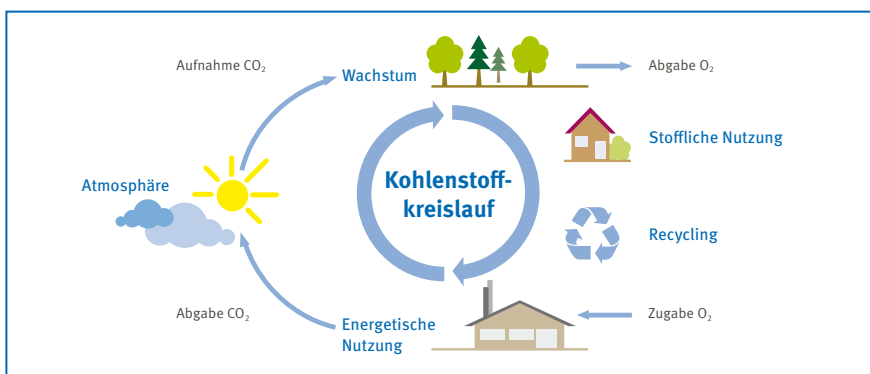 Aufnahme CO₂
Wachstum
Abgabe O₂
Stoffliche Nutzung
Kohlenstoff-
kreislauf
Atmosphäre
Recycling
Abgabe CO₂
Energetische
Nutzung
Zugabe O₂